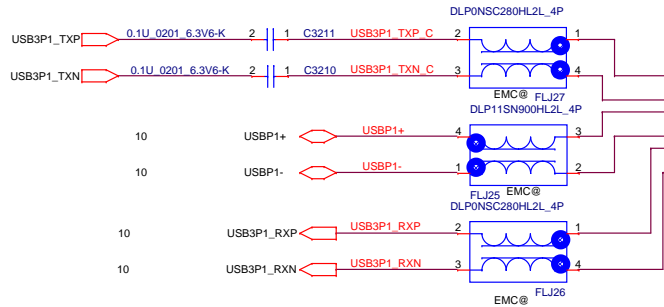 DLP0NSC280HL2L_4P
USB3P1_TXP 0.1U_0201_6.3V6-K 2 1 C3211 USB3P1_TXP_C 2 1
USB3P1_TXN 0.1U_0201_6.3V6-K 2 1 C3210 USB3P1_TXN_C 3 4
EMC@ FLJ27
DLP11SN900HL2L_4P
10 USBP1+ USBP1+ 4 3
10 USBP1- USBP1- 1 2
FLJ25 EMC@
DLP0NSC280HL2L_4P
10 USB3P1_RXP USB3P1_RXP 2 1
10 USB3P1_RXN USB3P1_RXN 3 4
FLJ26
EMC@